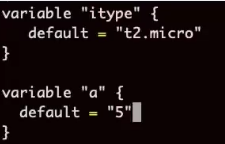 variable "itype" {
   default = "t2.micro"
}

variable "a" {
  default = "5"
}